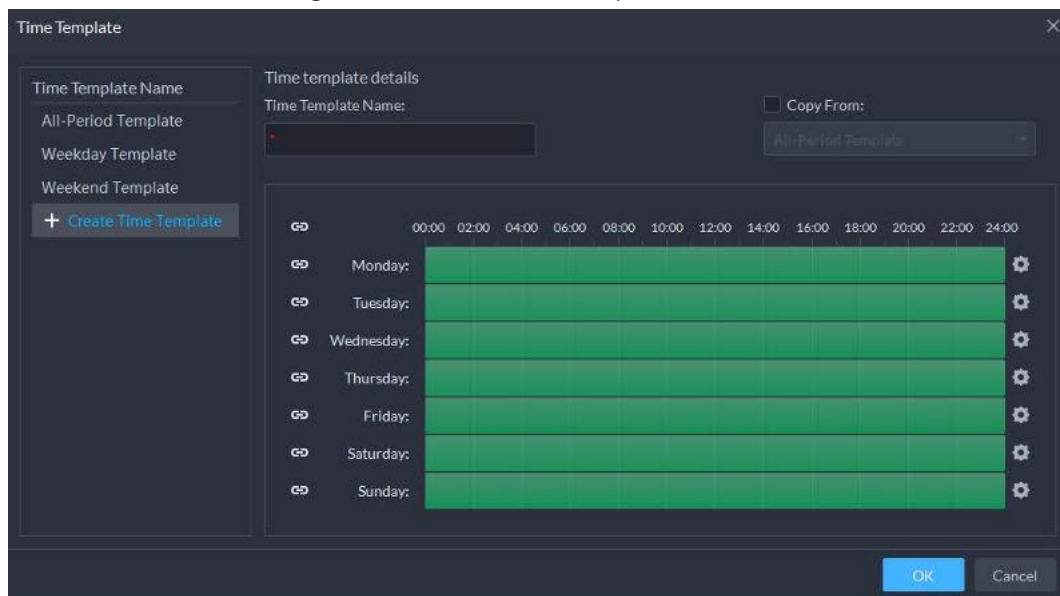 Time Template
Time Template Name
All-Period Template
Weekday Template
Weekend Template
+ Create Time Template
Time template details
Time Template Name:
*
Copy From:
All-Period Template
00:00 02:00 04:00 06:00 08:00 10:00 12:00 14:00 16:00 18:00 20:00 22:00 24:00
Monday:
Tuesday:
Wednesday:
Thursday:
Friday:
Saturday:
Sunday:
OK Cancel